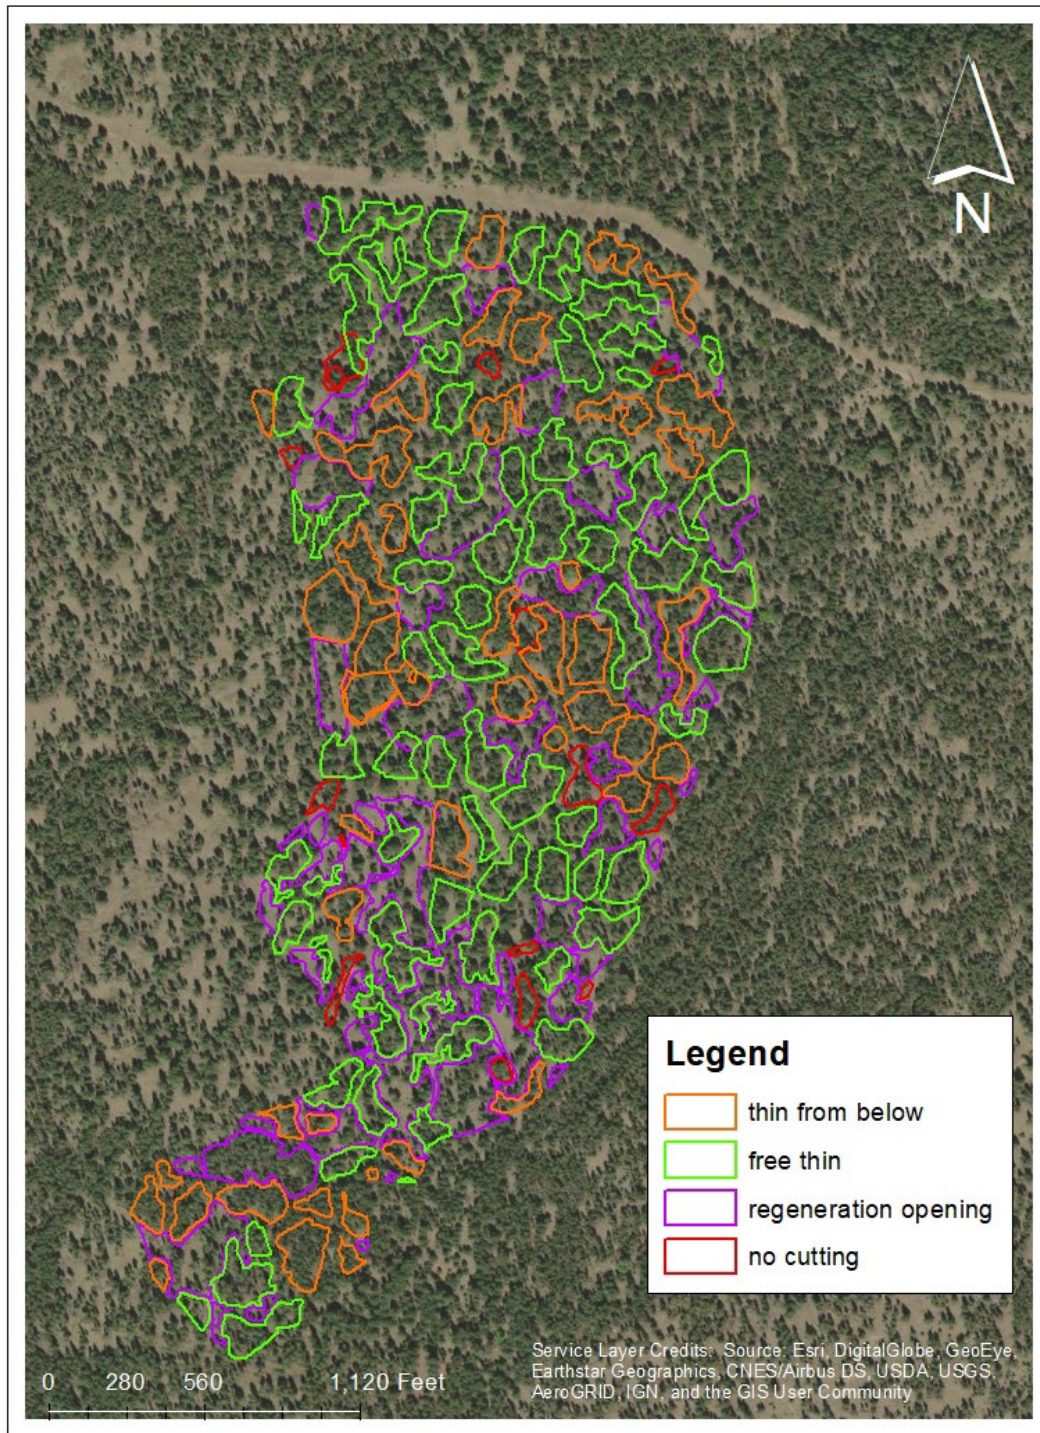 N
Legend
thin from below
free thin
regeneration opening
no cutting
Service Layer Credits: Source: Esri, DigitalGlobe, GeoEye,
Earthstar Geographics, CNES/Airbus DS, USDA, USGS,
AeroGRID, IGN, and the GIS User Community
0 280 560 1,120 Feet